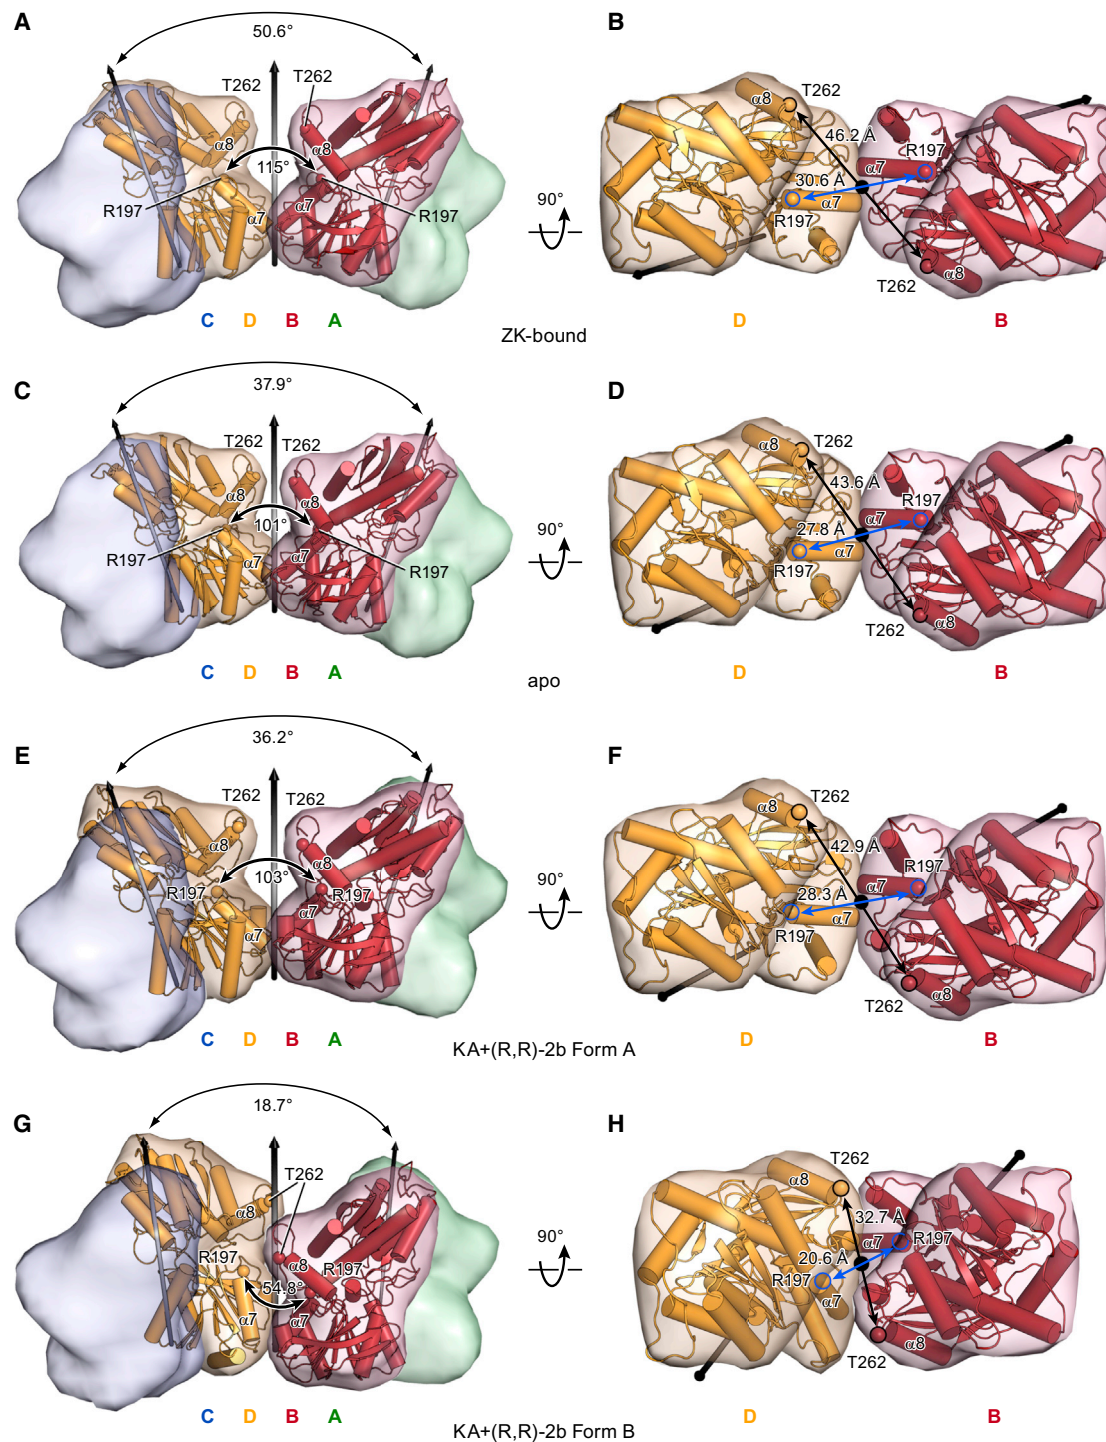 A
50.6°
T262
T262
α8
α8
115°
R197
α7
α7
R197
C D B A
90°
B
T262
α8
46.2 Å
R197
α7
30.6 Å
α7
R197
T262
α8
D B
ZK-bound
C
37.9°
T262 T262
α8
α8
101°
R197
α7
α7
R197
C D B A
90°
D
T262
α8
43.6 Å
R197
α7
27.8 Å
α7
R197
T262
α8
D B
apo
E
36.2°
T262 T262
α8
α8
103°
R197
R197
α7
α7
C D B A
90°
F
T262
α8
42.9 Å
R197
α7
28.3 Å
α7
R197
T262
α8
D B
KA+(R,R)-2b Form A
G
18.7°
T262
α8
R197
α8
R197
54.8°
α7
α7
C D B A
90°
H
T262
α8
32.7 Å
α7
R197
20.6 Å
R197
α7
T262
α8
D B
KA+(R,R)-2b Form B